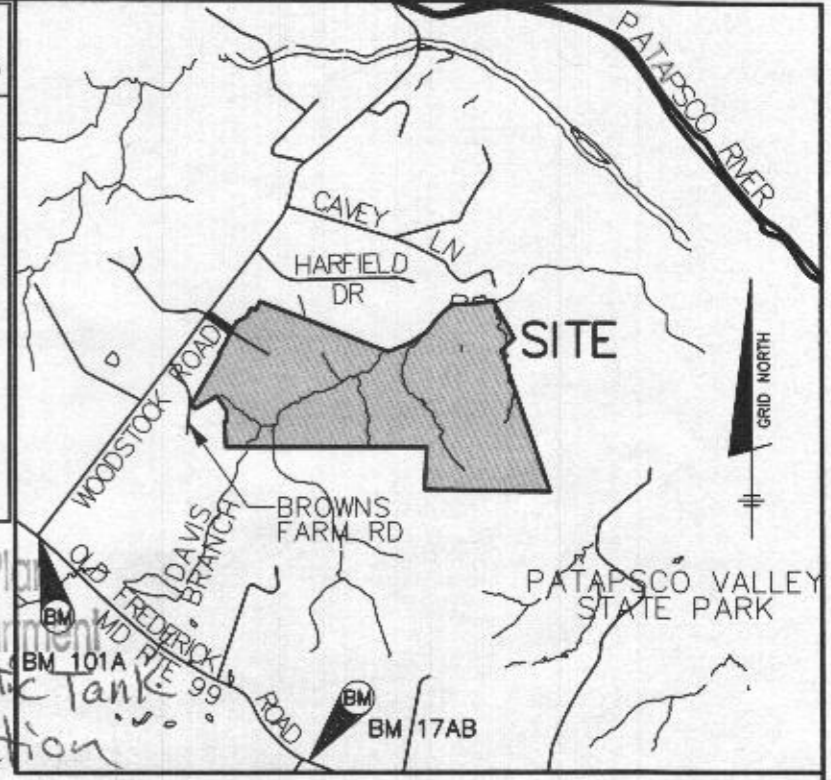 PATAPSCO RIVER
CAVEY LN
HARFIELD
DR
SITE
WOODSTOCK ROAD
GRID NORTH
BROWNS
FARM RD
DAVIS
BRANCH
PATAPSCO VALLEY
STATE PARK
OLD FREDERICK ROAD
MD RTE 99
BM
BM 101A
Tank
BM
BM 17AB